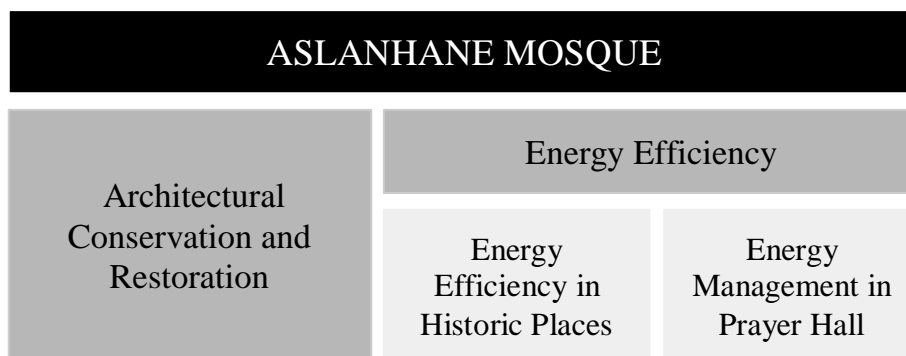 ASLANHANE MOSQUE
Architectural
Conservation and
Restoration
Energy Efficiency
Energy
Efficiency in
Historic Places
Energy
Management in
Prayer Hall